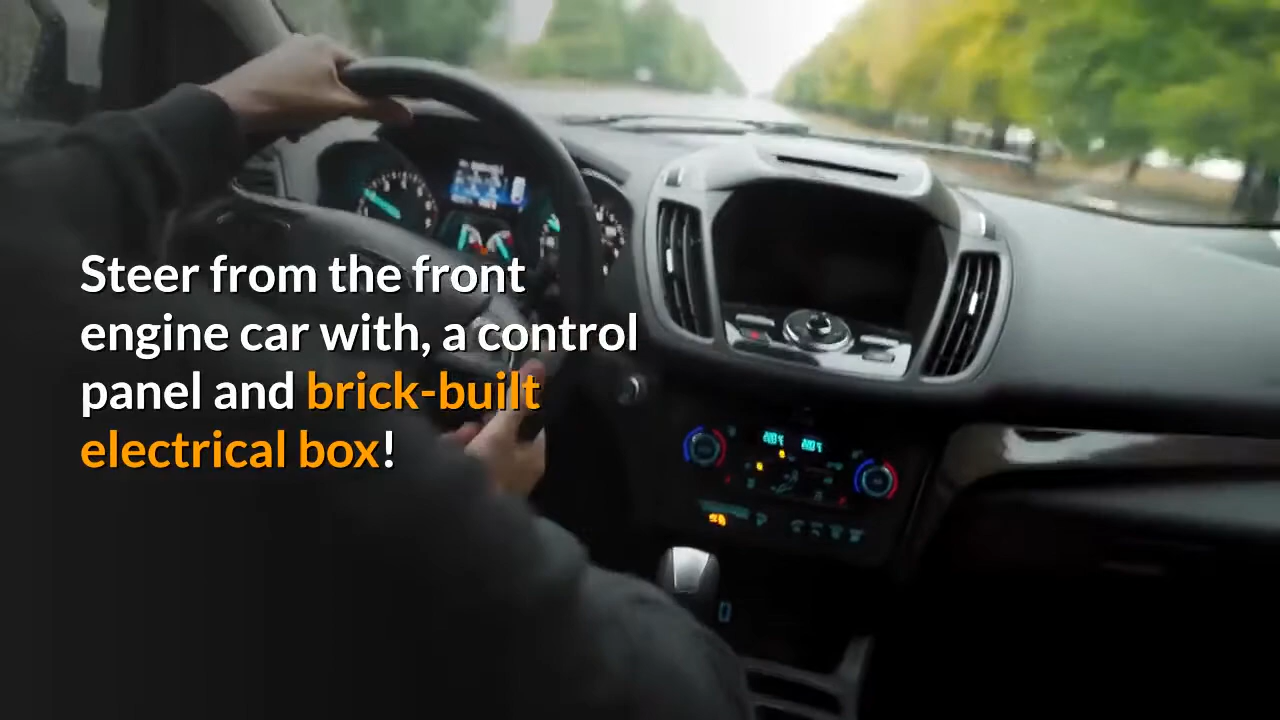 Steer from the front
engine car with, a control
panel and brick-built
electrical box!